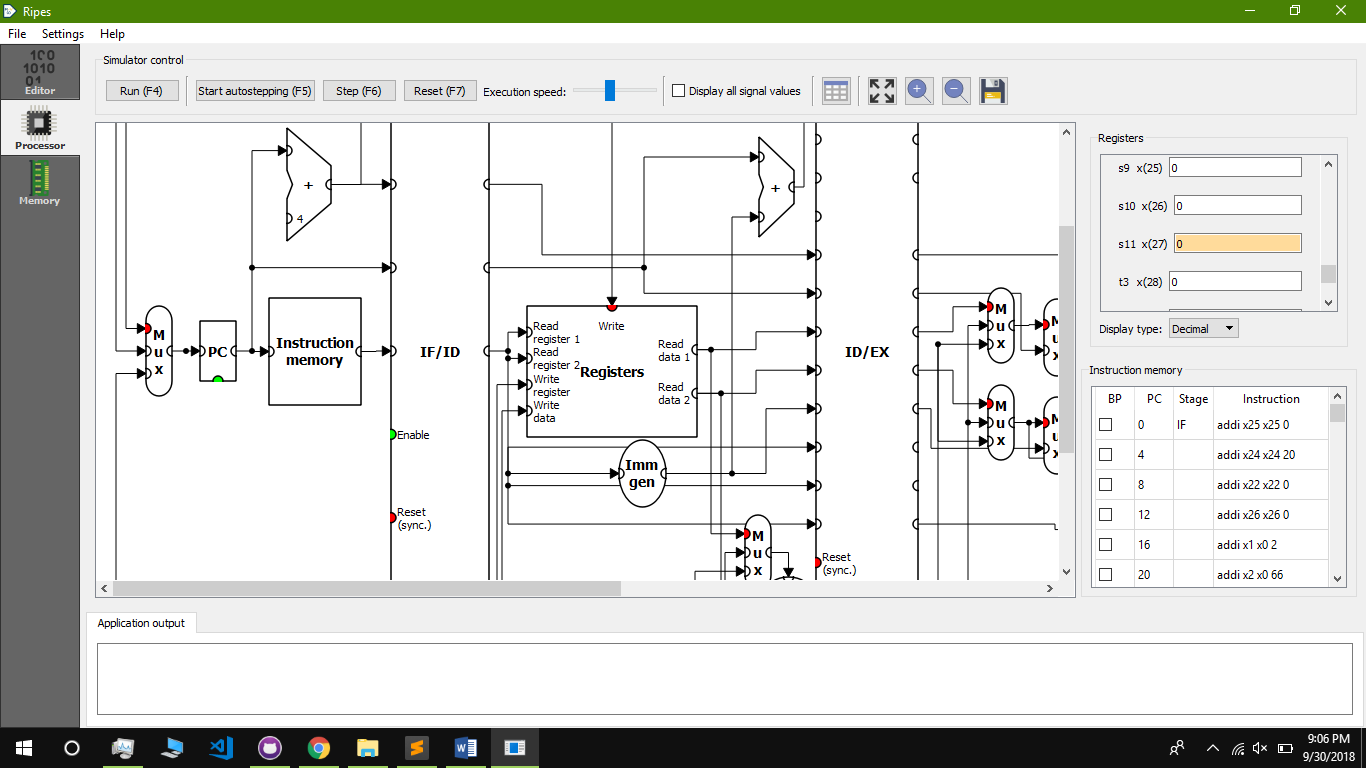 Ripes
File Settings Help
100
1010
01
Editor
Processor
Memory
Simulator control
Run (F4) Start autostepping (F5) Step (F6) Reset (F7) Execution speed: Display all signal values
+
4
M
u
x
PC
Instruction
memory
IF/ID
Enable
Reset
(sync.)
Write
Read
register 1
Read
register 2
Write
register
Write
data
Registers
Read
data 1
Read
data 2
Imm
gen
M
u
x
+
ID/EX
Reset
(sync.)
M
u
x
M
u
x
M
u
x
M
u
x
Registers
s9 x(25) 0
s10 x(26) 0
s11 x(27) 0
t3 x(28) 0
Display type: Decimal
Instruction memory
BP PC Stage Instruction
0 IF addi x25 x25 0
4 addi x24 x24 20
8 addi x22 x22 0
12 addi x26 x26 0
16 addi x1 x0 2
20 addi x2 x0 66
Application output
9:06 PM
9/30/2018